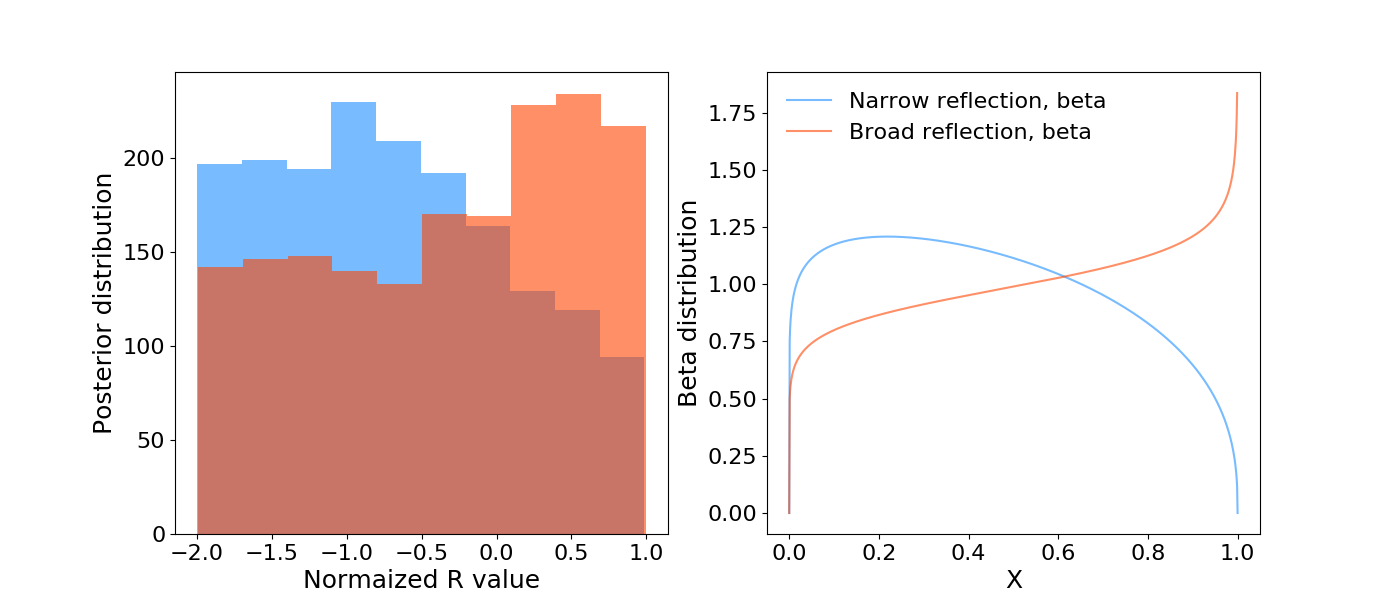 Posterior distribution
200
150
100
50
0
−2.0 −1.5 −1.0 −0.5 0.0 0.5 1.0
Normaized R value
Beta distribution
1.75
1.50
1.25
1.00
0.75
0.50
0.25
0.00
Narrow reflection, beta
Broad reflection, beta
0.0 0.2 0.4 0.6 0.8 1.0
X